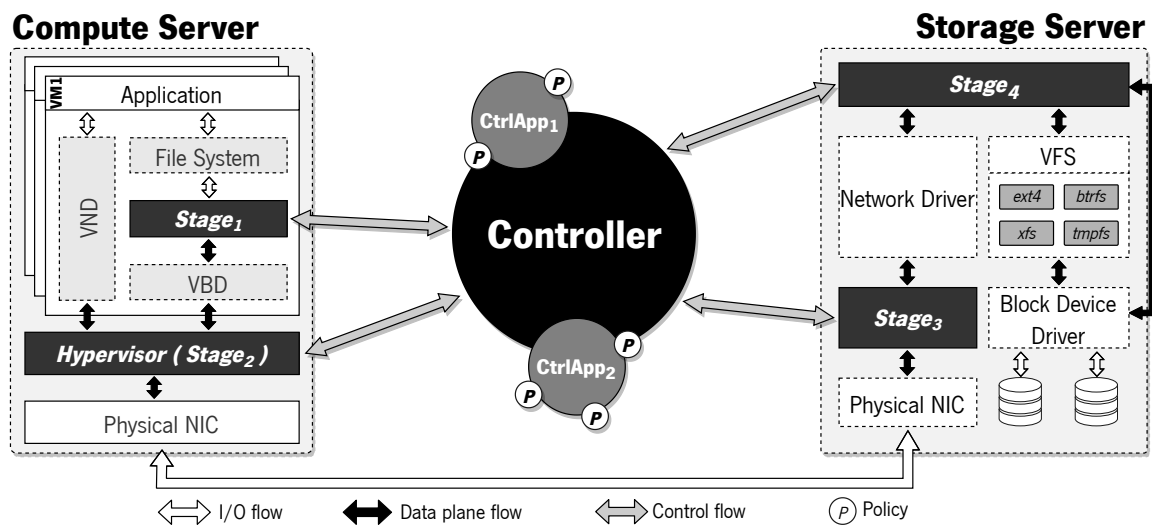 Compute Server
Storage Server
VM1
Application
VND
File System
Stage1
VBD
Hypervisor ( Stage2 )
Physical NIC
P
CtrlApp1
P
Controller
P
CtrlApp2
P
P
Stage4
Network Driver
VFS
ext4
btrfs
xfs
tmpfs
Stage3
Block Device
Driver
Physical NIC
I/O flow
Data plane flow
Control flow
P
Policy